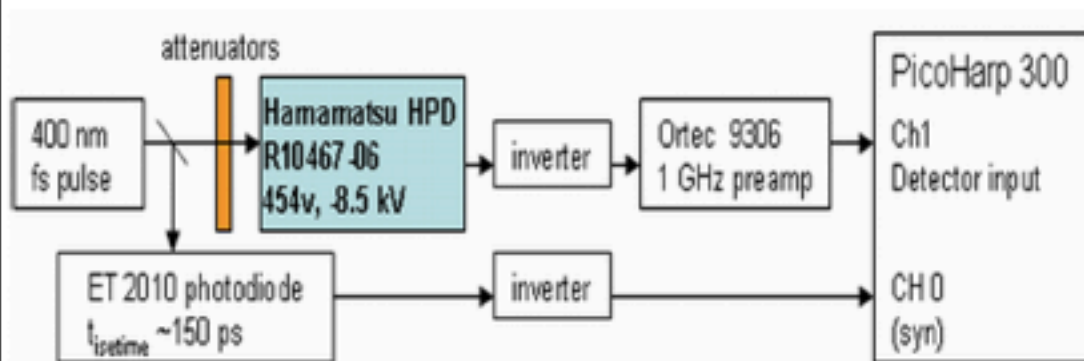 attenuators
400 nm
fs pulse
Hamamatsu HPD
R10467-06
454v, -8.5 kV
inverter
Ortec 9306
1 GHz preamp
PicoHarp 300
Ch1
Detector input
ET 2010 photodiode
tisetime ~150 ps
inverter
CH 0
(syn)